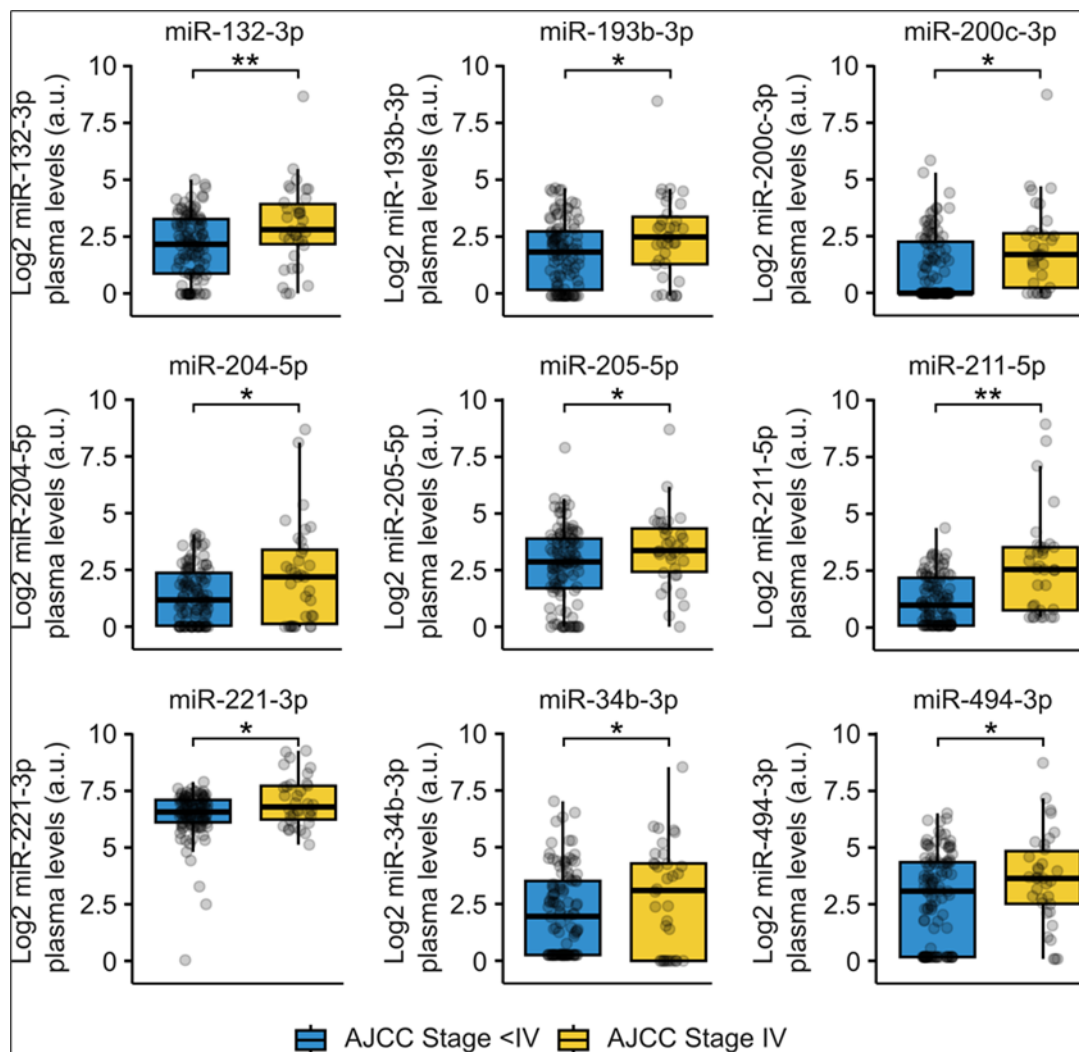 miR-132-3p
miR-193b-3p
miR-200c-3p
Log2 miR-132-3p
plasma levels (a.u.)
10
7.5
5
2.5
0
**
Log2 miR-193b-3p
plasma levels (a.u.)
10
7.5
5
2.5
0
*
Log2 miR-200c-3p
plasma levels (a.u.)
10
7.5
5
2.5
0
*
miR-204-5p
miR-205-5p
miR-211-5p
Log2 miR-204-5p
plasma levels (a.u.)
10
7.5
5
2.5
0
*
Log2 miR-205-5p
plasma levels (a.u.)
10
7.5
5
2.5
0
*
Log2 miR-211-5p
plasma levels (a.u.)
10
7.5
5
2.5
0
**
miR-221-3p
miR-34b-3p
miR-494-3p
Log2 miR-221-3p
plasma levels (a.u.)
10
7.5
5
2.5
0
*
Log2 miR-34b-3p
plasma levels (a.u.)
10
7.5
5
2.5
0
*
Log2 miR-494-3p
plasma levels (a.u.)
10
7.5
5
2.5
0
*
AJCC Stage <IV
AJCC Stage IV